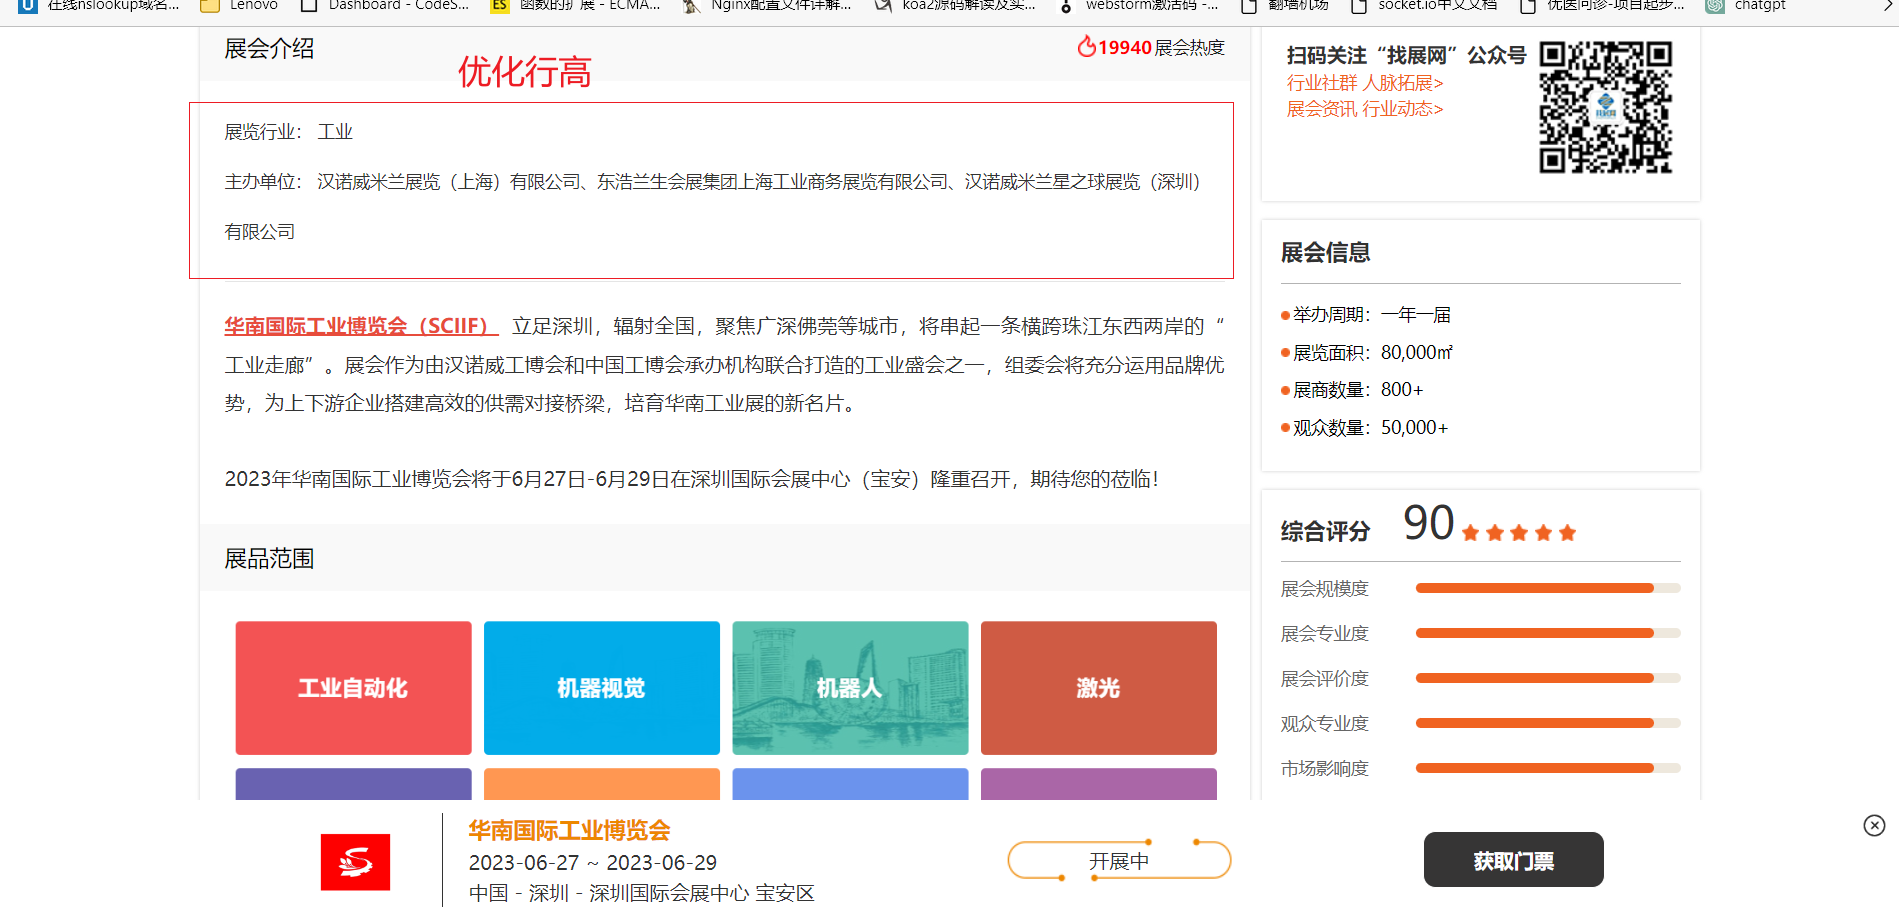 在线nslookup域名...
Lenovo
Dashboard - CodeS...
ES 函数的扩展 - ECMA...
Nginx配置文件详解...
koa2源码解读及实...
webstorm激活码 -...
翻墙机场
socket.io中文文档
优医问诊-项目起步...
chatgpt
展会介绍
19940 展会热度
优化行高
展览行业： 工业
主办单位： 汉诺威米兰展览（上海）有限公司、东浩兰生会展集团上海工业商务展览有限公司、汉诺威米兰星之球展览（深圳）
有限公司
华南国际工业博览会（SCIIF） 立足深圳，辐射全国，聚焦广深佛莞等城市，将串起一条横跨珠江东西两岸的“
工业走廊”。展会作为由汉诺威工博会和中国工博会承办机构联合打造的工业盛会之一，组委会将充分运用品牌优
势，为上下游企业搭建高效的供需对接桥梁，培育华南工业展的新名片。
2023年华南国际工业博览会将于6月27日-6月29日在深圳国际会展中心（宝安）隆重召开，期待您的莅临！
展品范围
工业自动化
机器视觉
机器人
激光
扫码关注“找展网”公众号
行业社群 人脉拓展>
展会资讯 行业动态>
展会信息
举办周期：一年一届
展览面积：80,000㎡
展商数量：800+
观众数量：50,000+
综合评分 90
展会规模度
展会专业度
展会评价度
观众专业度
市场影响度
华南国际工业博览会
2023-06-27 ~ 2023-06-29
中国 - 深圳 - 深圳国际会展中心 宝安区
开展中
获取门票